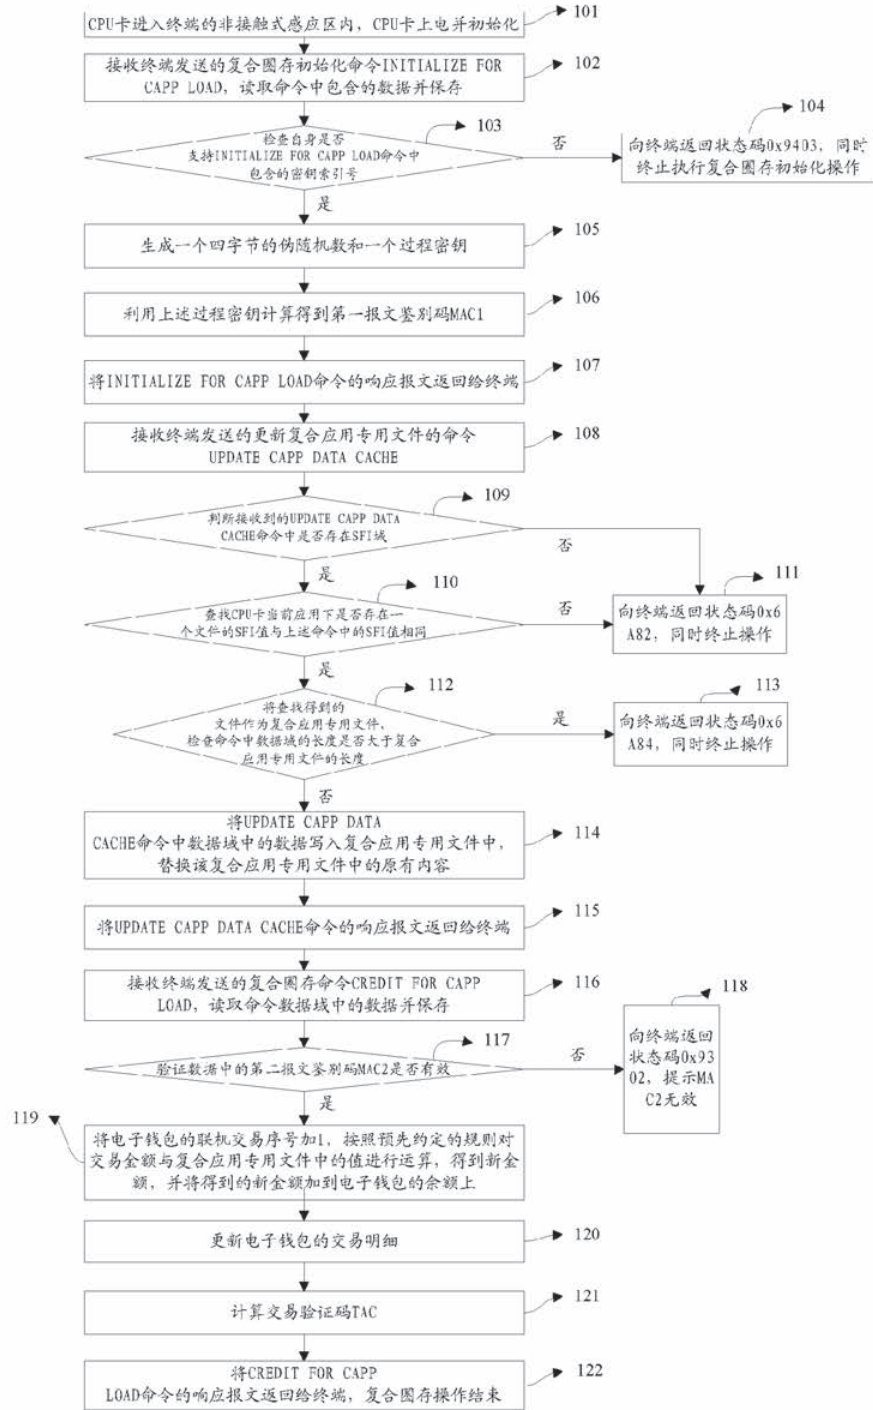 CPU卡进入终端的非接触式感应区内，CPU卡上电并初始化
101
接收终端发送的复合圈存初始化命令INITIALIZE FOR
CAPP LOAD，读取命令中包含的数据并保存
102
103
检查自身是否
支持INITIALIZE FOR CAPP LOAD命令中
包含的密钥索引号
否
104
向终端返回状态码0x9403，同时
终止执行复合圈存初始化操作
是
生成一个四字节的伪随机数和一个过程密钥
105
利用上述过程密钥计算得到第一报文鉴别码MAC1
106
将INITIALIZE FOR CAPP LOAD命令的响应报文返回给终端
107
接收终端发送的更新复合应用专用文件的命令
UPDATE CAPP DATA CACHE
108
109
判断接收到的UPDATE CAPP DATA
CACHE命令中是否存在SFI域
否
是
110
查找CPU卡当前应用下是否存在一
个文件的SFI值与上述命令中的SFI值相同
否
111
向终端返回状态码0x6
A82，同时终止操作
是
112
将查找得到的
文件作为复合应用专用文件，
检查命令中数据域的长度是否大于复合
应用专用文件的长度
是
113
向终端返回状态码0x6
A84，同时终止操作
否
将UPDATE CAPP DATA
CACHE命令中数据域中的数据写入复合应用专用文件中，
替换该复合应用专用文件中的原有内容
114
将UPDATE CAPP DATA CACHE命令的响应报文返回给终端
115
接收终端发送的复合圈存命令CREDIT FOR CAPP
LOAD，读取命令数据域中的数据并保存
116
117
验证数据中的第二报文鉴别码MAC2是否有效
否
118
向终端返回
状态码0x93
02，提示MA
C2无效
是
119
将电子钱包的联机交易序号加1，按照预先约定的规则对
交易金额与复合应用专用文件中的值进行运算，得到新金
额，并将得到的新金额加到电子钱包的余额上
更新电子钱包的交易明细
120
计算交易验证码TAC
121
将CREDIT FOR CAPP
LOAD命令的响应报文返回给终端，复合圈存操作结束
122